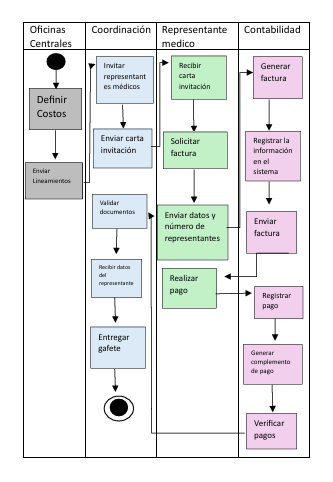 Oficinas
Centrales
Coordinación
Representante
medico
Contabilidad
Definir
Costos
Enviar
Lineamientos
Invitar
representant
es médicos
Enviar carta
invitación
Validar
documentos
Recibir datos
del
representante
Entregar
gafete
Recibir
carta
invitación
Solicitar
factura
Enviar datos y
número de
representantes
Realizar
pago
Generar
factura
Registrar la
información
en el
sistema
Enviar
factura
Registrar
pago
Generar
complemento
de pago
Verificar
pagos